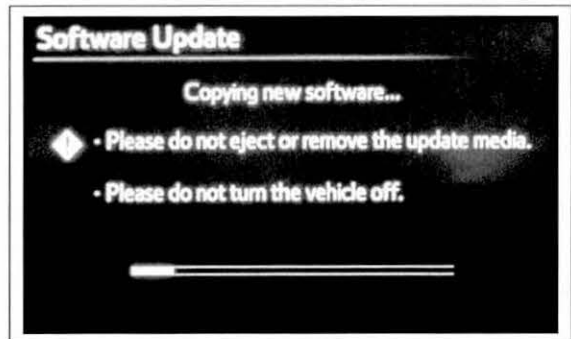 Software Update
Copying new software...
- Please do not eject or remove the update media.
- Please do not turn the vehicle off.